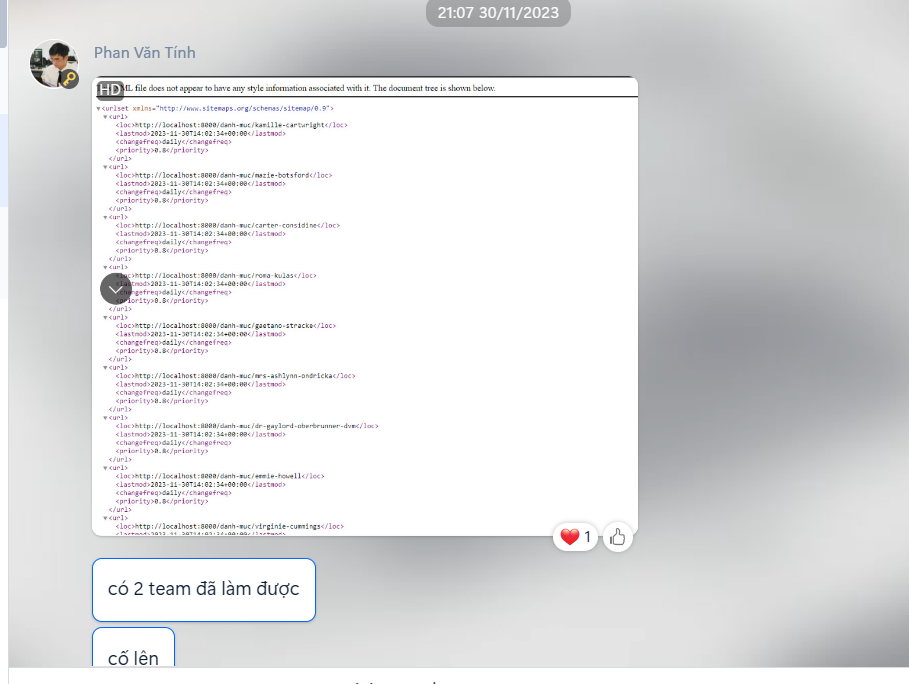 21:07 30/11/2023
Phan Văn Tính
HD
ML file does not appear to have any style information associated with it. The document tree is shown below.
▼<urlset xmlns="http://www.sitemaps.org/schemas/sitemap/0.9">
▼<url>
<loc>http://localhost:8000/danh-muc/kamille-cartwright</loc>
<lastmod>2023-11-30T14:02:34+00:00</lastmod>
<changefreq>daily</changefreq>
<priority>0.8</priority>
</url>
▼<url>
<loc>http://localhost:8000/danh-muc/mazie-botsford</loc>
<lastmod>2023-11-30T14:02:34+00:00</lastmod>
<changefreq>daily</changefreq>
<priority>0.8</priority>
</url>
▼<url>
<loc>http://localhost:8000/danh-muc/carter-considine</loc>
<lastmod>2023-11-30T14:02:34+00:00</lastmod>
<changefreq>daily</changefreq>
<priority>0.8</priority>
</url>
▼<url>
<loc>http://localhost:8000/danh-muc/roma-kulas</loc>
<lastmod>2023-11-30T14:02:34+00:00</lastmod>
<changefreq>daily</changefreq>
<priority>0.8</priority>
</url>
▼<url>
<loc>http://localhost:8000/danh-muc/gaetano-stracke</loc>
<lastmod>2023-11-30T14:02:34+00:00</lastmod>
<changefreq>daily</changefreq>
<priority>0.8</priority>
</url>
▼<url>
<loc>http://localhost:8000/danh-muc/mrs-ashlynn-ondricka</loc>
<lastmod>2023-11-30T14:02:34+00:00</lastmod>
<changefreq>daily</changefreq>
<priority>0.8</priority>
</url>
▼<url>
<loc>http://localhost:8000/danh-muc/dr-gaylord-oberbrunner-dvm</loc>
<lastmod>2023-11-30T14:02:34+00:00</lastmod>
<changefreq>daily</changefreq>
<priority>0.8</priority>
</url>
▼<url>
<loc>http://localhost:8000/danh-muc/emmie-howell</loc>
<lastmod>2023-11-30T14:02:34+00:00</lastmod>
<changefreq>daily</changefreq>
<priority>0.8</priority>
</url>
▼<url>
<loc>http://localhost:8000/danh-muc/virginie-cummings</loc>
<lastmod>2023-11-30T14:02:34+00:00</lastmod>
1
có 2 team đã làm được
cố lên